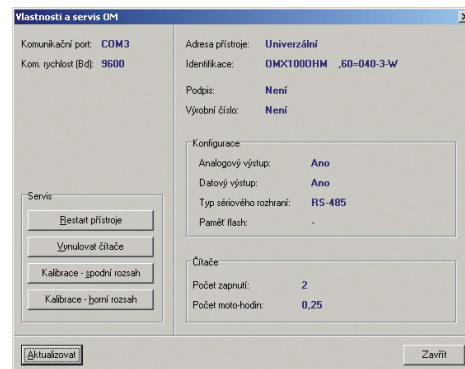 Vlastnosti a servis OM
Komunikační port: COM3
Kom. rychlost (Bd): 9600
Adresa přístroje: Univerzální
Identifikace: OMX100OHM ,60=040-3-W
Podpis: Není
Výrobní číslo: Není
Konfigurace
Analogový výstup: Ano
Datový výstup: Ano
Typ sériového rozhraní: RS-485
Paměť flash: -
Servis
Restart přístroje
Vynulovat čítače
Kalibrace - spodní rozsah
Kalibrace - horní rozsah
Čítače
Počet zapnutí: 2
Počet moto-hodin: 0,25
Aktualizovat
Zavřít